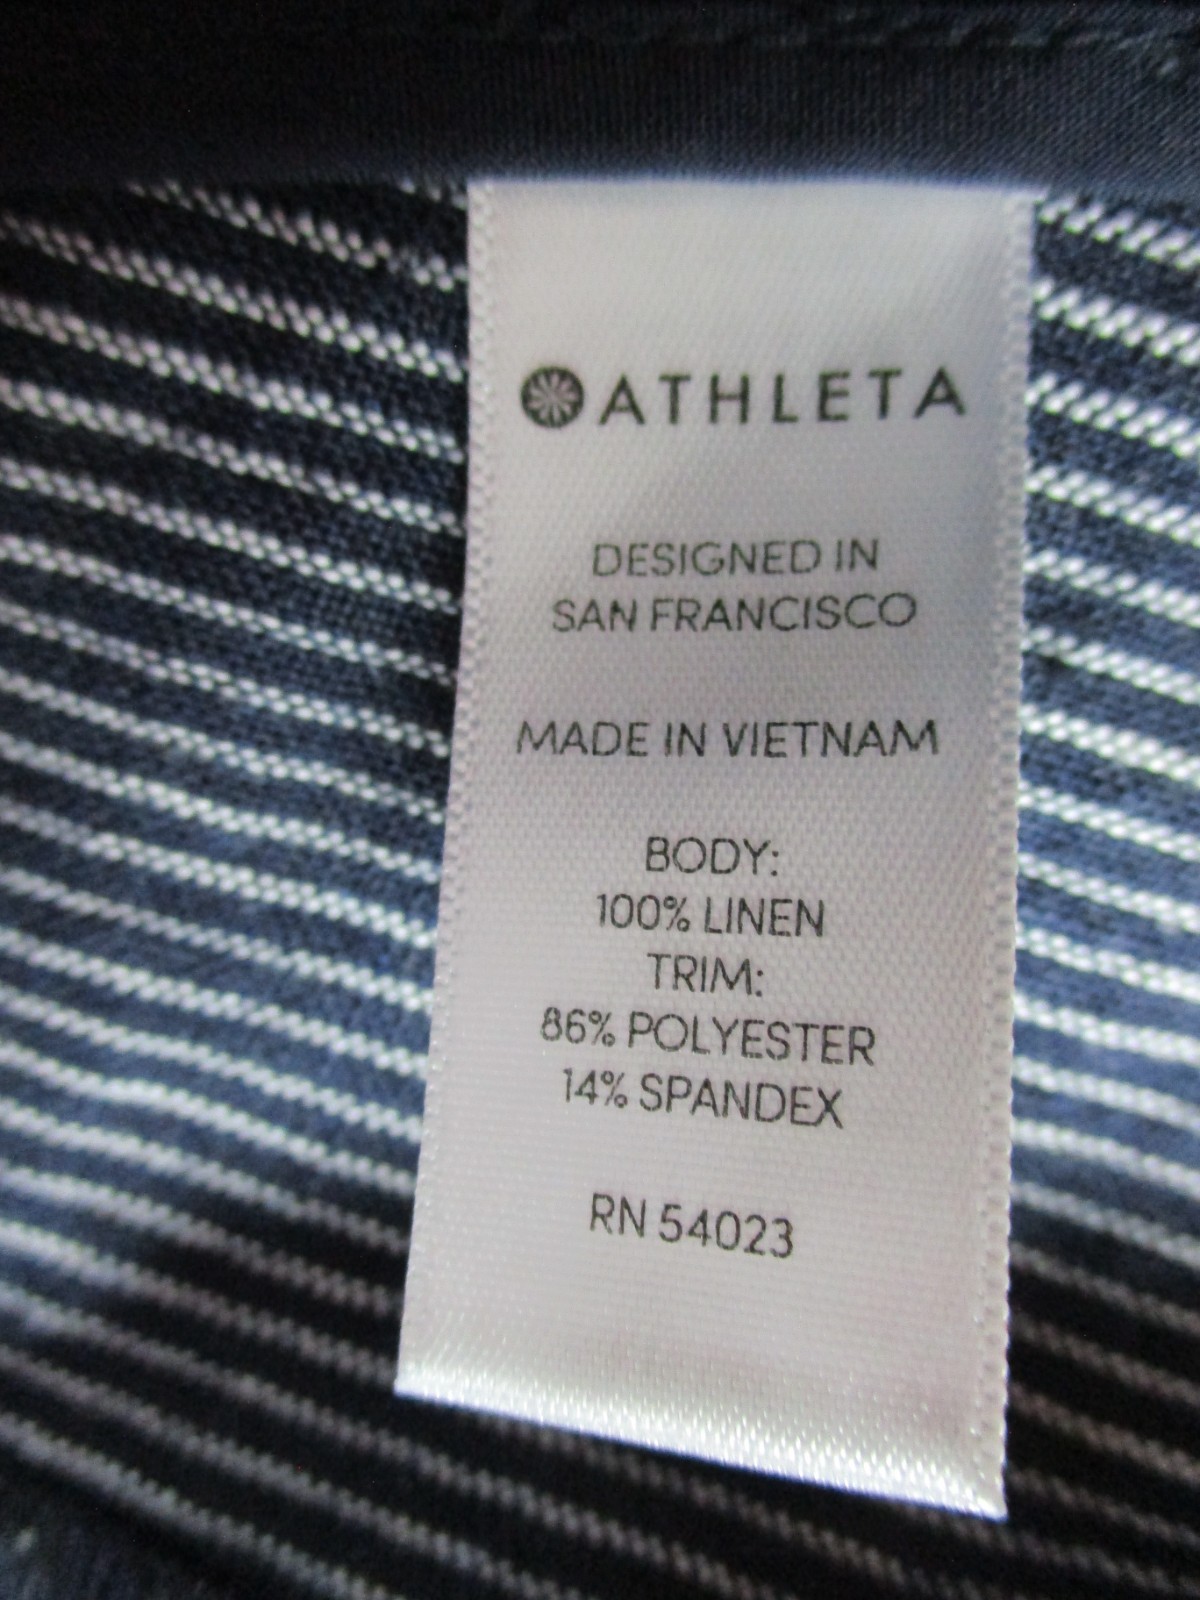 ATHLETA
DESIGNED IN
SAN FRANCISCO
MADE IN VIETNAM
BODY:
100% LINEN
TRIM:
86% POLYESTER
14% SPANDEX
RN 54023